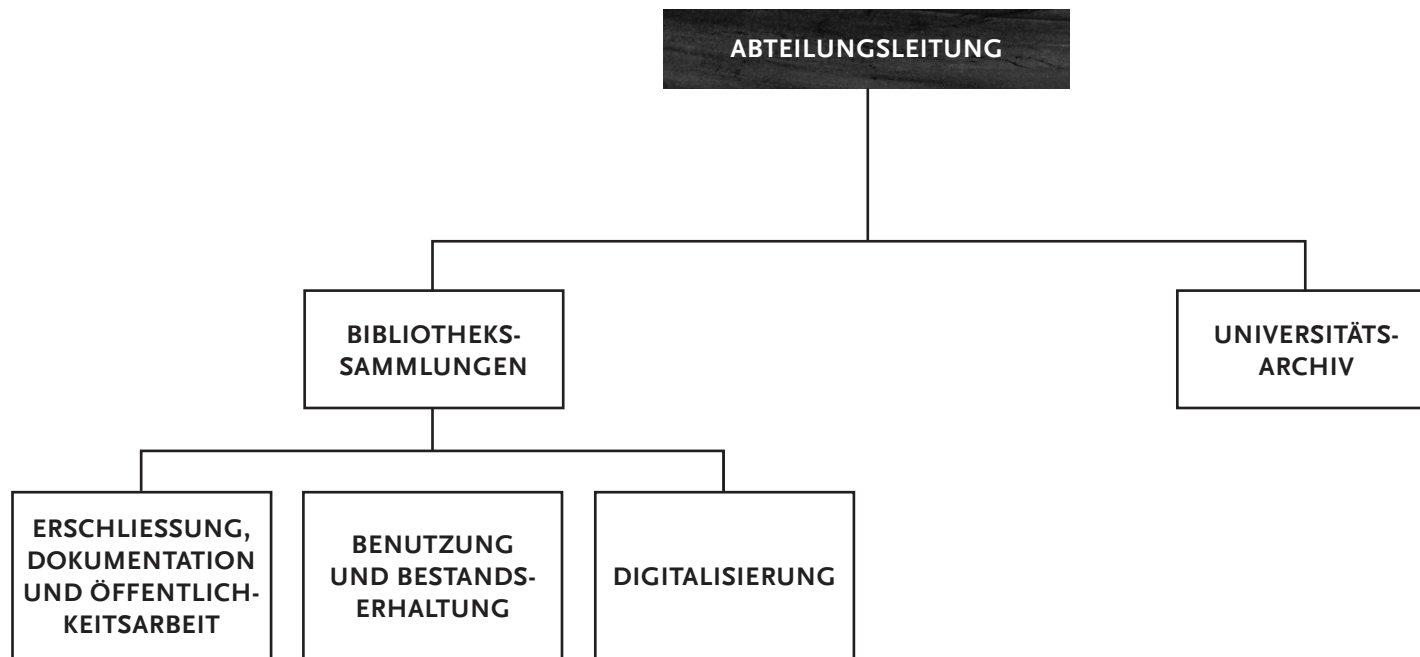 ABTEILUNGSLEITUNG
BIBLIOTHEKS-
SAMMLUNGEN
UNIVERSITÄTS-
ARCHIV
ERSCHLIESSUNG,
DOKUMENTATION
UND ÖFFENTLICH-
KEITSARBEIT
BENUTZUNG
UND BESTANDS-
ERHALTUNG
DIGITALISIERUNG